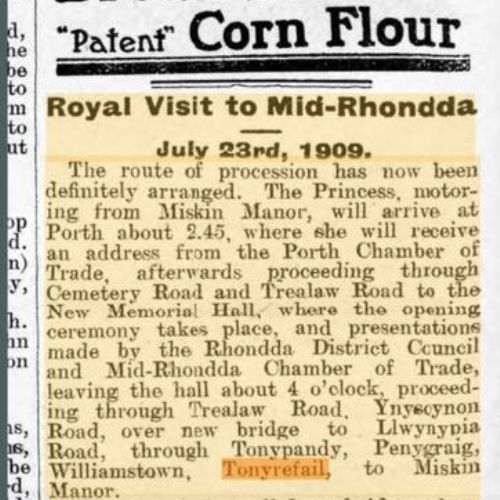 "Patent" Corn Flour
Royal Visit to Mid-Rhondda
July 23rd, 1909.
The route of procession has now been
definitely arranged. The Princess, motor-
ing from Miskin Manor, will arrive at
Porth about 2.45, where she will receive
an address from the Porth Chamber of
Trade, afterwards proceeding through
Cemetery Road and Trealaw Road to the
New Memorial Hall, where the opening
ceremony takes place, and presentations
made by the Rhondda District Council
and Mid-Rhondda Chamber of Trade,
leaving the hall about 4 o'clock, proceed-
ing through Trealaw Road, Ynyscynon
Road, over new bridge to Llwynypia
Road, through Tonypandy, Penygraig,
Williamstown, Tonyrefail, to Miskin
Manor.